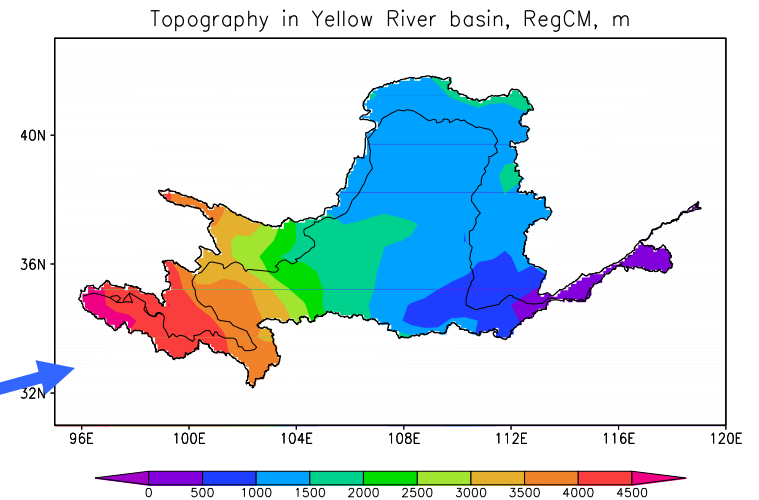 Topography in Yellow River basin, RegCM, m
40N
36N
32N
96E 100E 104E 108E 112E 116E 120E
0 500 1000 1500 2000 2500 3000 3500 4000 4500